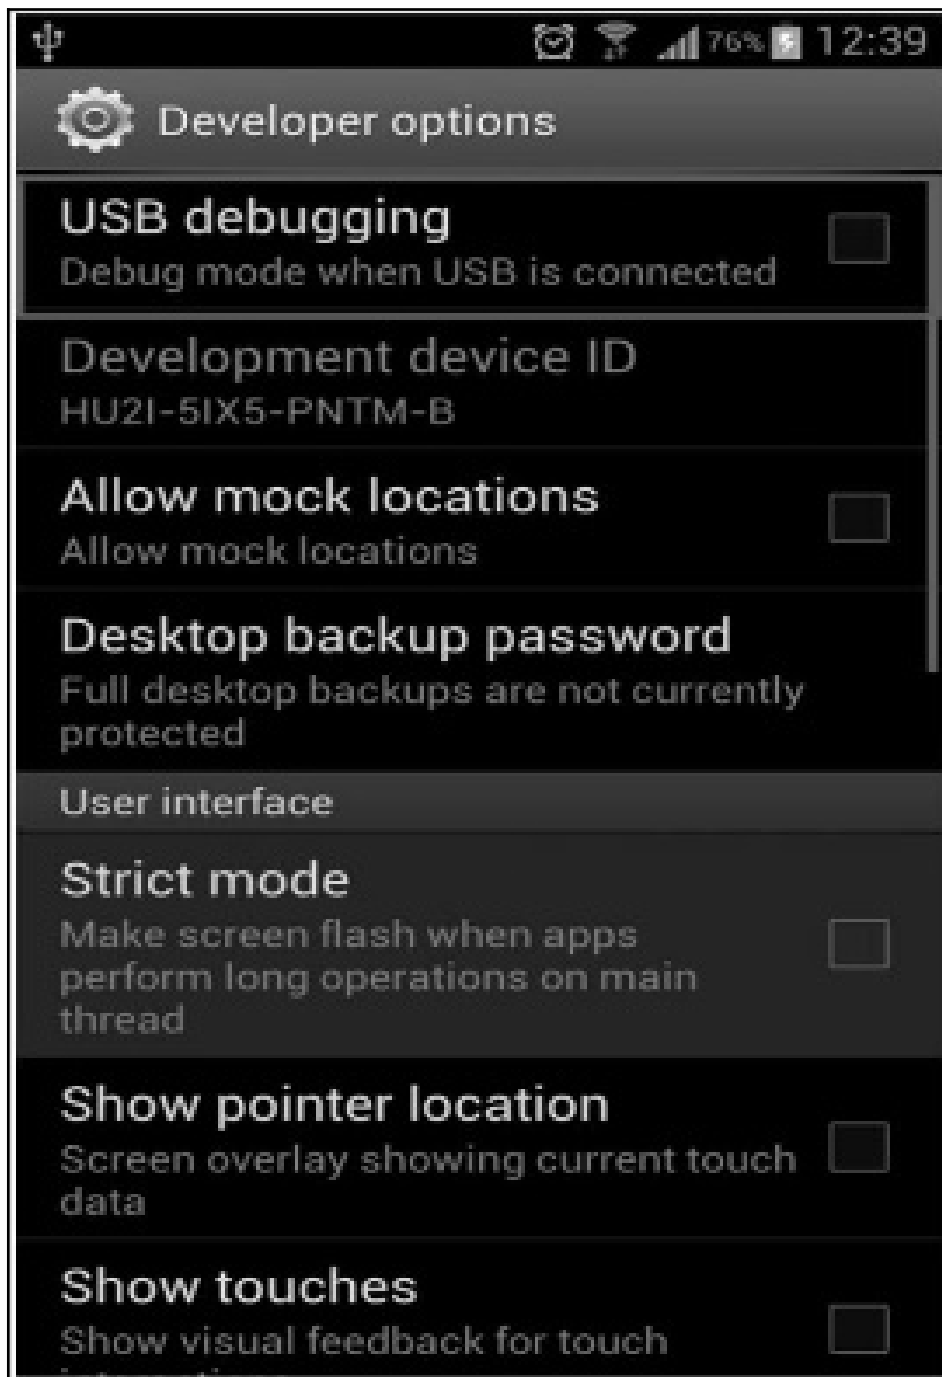 76% 12:39
Developer options
USB debugging
Debug mode when USB is connected
Development device ID
HU2I-5IX5-PNTM-B
Allow mock locations
Allow mock locations
Desktop backup password
Full desktop backups are not currently
protected
User interface
Strict mode
Make screen flash when apps
perform long operations on main
thread
Show pointer location
Screen overlay showing current touch
data
Show touches
Show visual feedback for touch